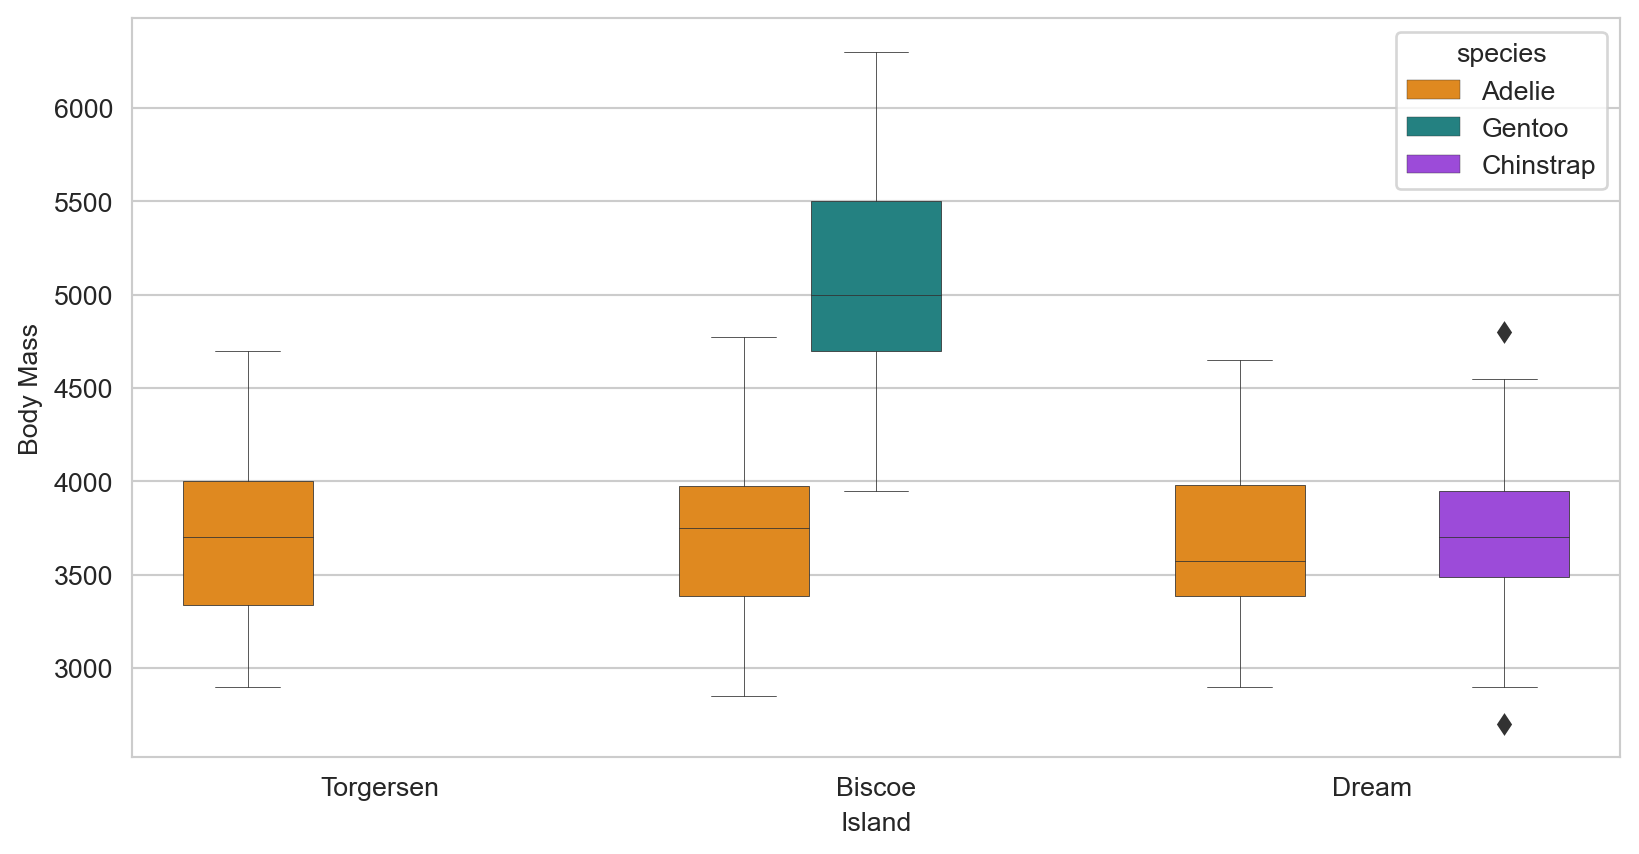 species
Adelie
Gentoo
Chinstrap
6000
5500
5000
4500
4000
3500
3000
Body Mass
Torgersen
Biscoe
Dream
Island